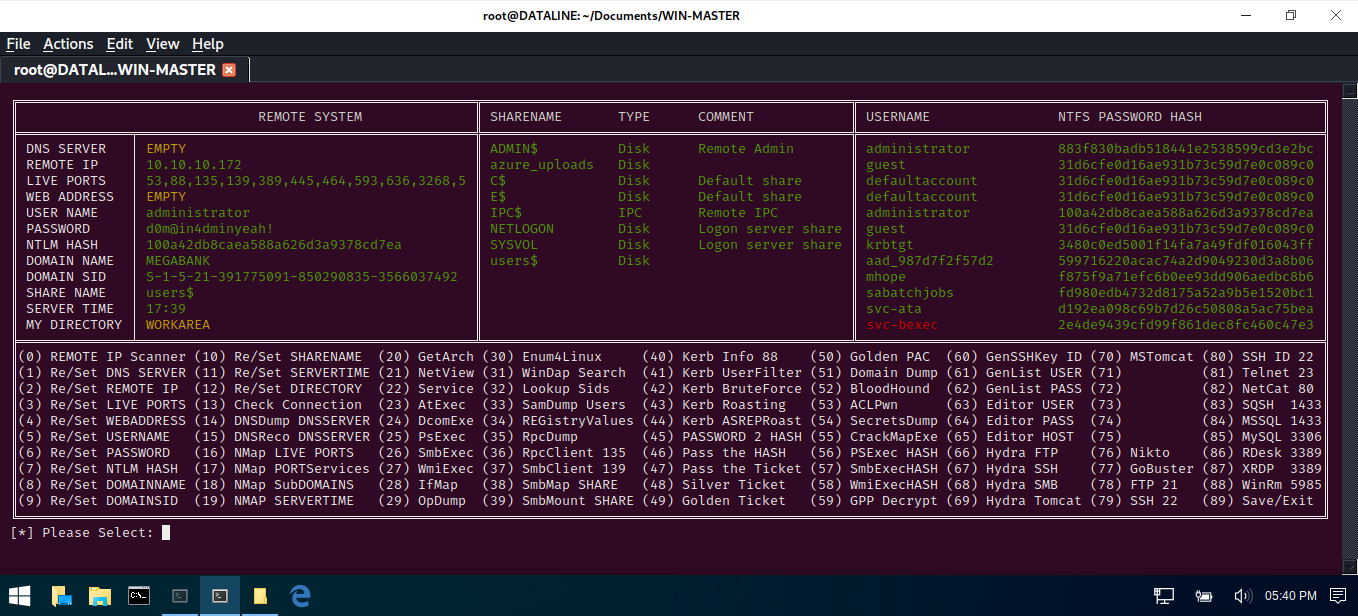 root@DATALINE: ~/Documents/WIN-MASTER
File Actions Edit View Help
root@DATAL...WIN-MASTER
REMOTE SYSTEM SHARENAME TYPE COMMENT USERNAME NTFS PASSWORD HASH
DNS SERVER EMPTY ADMIN$ Disk Remote Admin administrator 883f830badb518441e2538599cd3e2bc
REMOTE IP 10.10.10.172 azure_uploads Disk guest 31d6cfe0d16ae931b73c59d7e0c089c0
LIVE PORTS 53,88,135,139,389,445,464,593,636,3268,5 C$ Disk Default share defaultaccount 31d6cfe0d16ae931b73c59d7e0c089c0
WEB ADDRESS EMPTY E$ Disk Default share defaultaccount 31d6cfe0d16ae931b73c59d7e0c089c0
USER NAME administrator IPC$ IPC Remote IPC administrator 100a42db8caea588a626d3a9378cd7ea
PASSWORD d0m@in4dminyeah! NETLOGON Disk Logon server share guest 31d6cfe0d16ae931b73c59d7e0c089c0
NTLM HASH 100a42db8caea588a626d3a9378cd7ea SYSVOL Disk Logon server share krbtgt 3480c0ed5001f14fa7a49fdf016043ff
DOMAIN NAME MEGABANK users$ Disk aad_987d7f2f57d2 599716220acac74a2d9049230d3a8b06
DOMAIN SID S-1-5-21-391775091-850290835-3566037492 mhope f875f9a71efc6b0ee93dd906aedbc8b6
SHARE NAME users$ sabatchjobs fd980edb4732d8175a52a9b5e1520bc1
SERVER TIME 17:39 svc-ata d192ea098c69b7d26c50808a5ac75bea
MY DIRECTORY WORKAREA svc-bexec 2e4de9439cfd99f861dec8fc460c47e3
(0) REMOTE IP Scanner (10) Re/Set SHARENAME (20) GetArch (30) Enum4Linux (40) Kerb Info 88 (50) Golden PAC (60) GenSSHKey ID (70) MSTomcat (80) SSH ID 22
(1) Re/Set DNS SERVER (11) Re/Set SERVERTIME (21) NetView (31) WinDap Search (41) Kerb UserFilter (51) Domain Dump (61) GenList USER (71) (81) Telnet 23
(2) Re/Set REMOTE IP (12) Re/Set DIRECTORY (22) Service (32) Lookup Sids (42) Kerb BruteForce (52) BloodHound (62) GenList PASS (72) (82) NetCat 80
(3) Re/Set LIVE PORTS (13) Check Connection (23) AtExec (33) SamDump Users (43) Kerb Roasting (53) ACLPwn (63) Editor USER (73) (83) SQSH 1433
(4) Re/Set WEBADDRESS (14) DNSDump DNSSERVER (24) DcomExe (34) REGistryValues (44) Kerb ASREPRoast (54) SecretsDump (64) Editor PASS (74) (84) MSSQL 1433
(5) Re/Set USERNAME (15) DNSReco DNSSERVER (25) PsExec (35) RpcDump (45) PASSWORD 2 HASH (55) CrackMapExe (65) Editor HOST (75) (85) MySQL 3306
(6) Re/Set PASSWORD (16) NMap LIVE PORTS (26) SmbExec (36) RpcClient 135 (46) Pass the HASH (56) PSExec HASH (66) Hydra FTP (76) Nikto (86) RDesk 3389
(7) Re/Set NTLM HASH (17) NMap PORTServices (27) WmiExec (37) SmbClient 139 (47) Pass the Ticket (57) SmbExecHASH (67) Hydra SSH (77) GoBuster (87) XRDP 3389
(8) Re/Set DOMAINNAME (18) NMap SubDOMAINS (28) IfMap (38) SmbMap SHARE (48) Silver Ticket (58) WmiExecHASH (68) Hydra SMB (78) FTP 21 (88) WinRm 5985
(9) Re/Set DOMAINSID (19) NMAP SERVERTIME (29) OpDump (39) SmbMount SHARE (49) Golden Ticket (59) GPP Decrypt (69) Hydra Tomcat (79) SSH 22 (89) Save/Exit
[*] Please Select:
05:40 PM